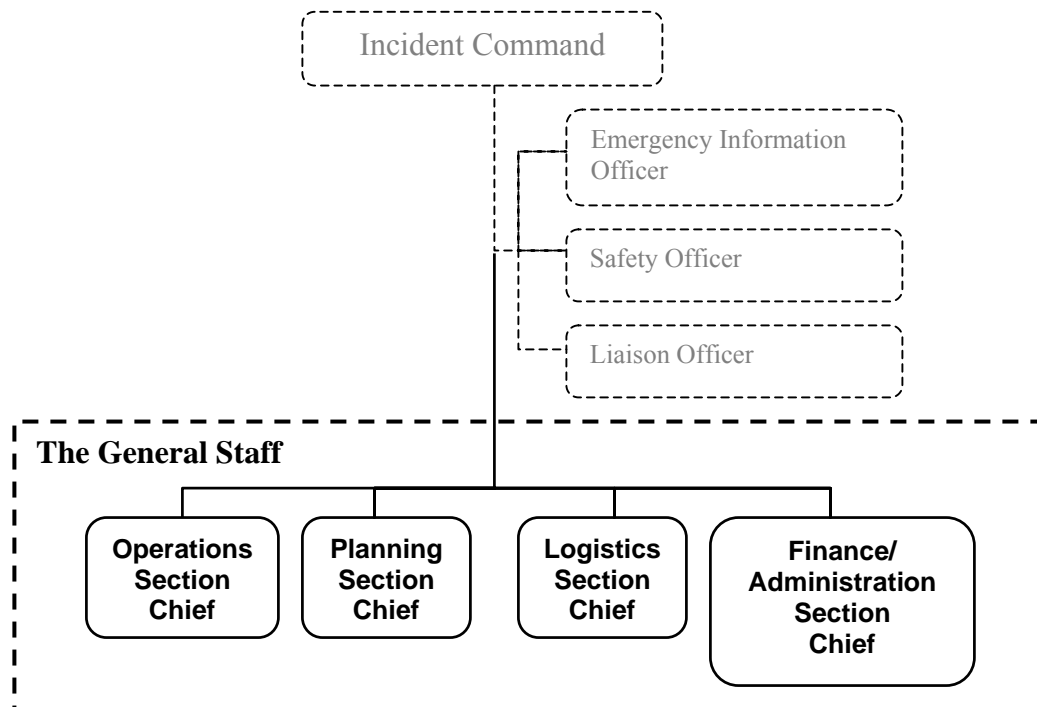 Incident Command
Emergency Information
Officer
Safety Officer
Liaison Officer
The General Staff
Operations
Section
Chief
Planning
Section
Chief
Logistics
Section
Chief
Finance/
Administration
Section
Chief